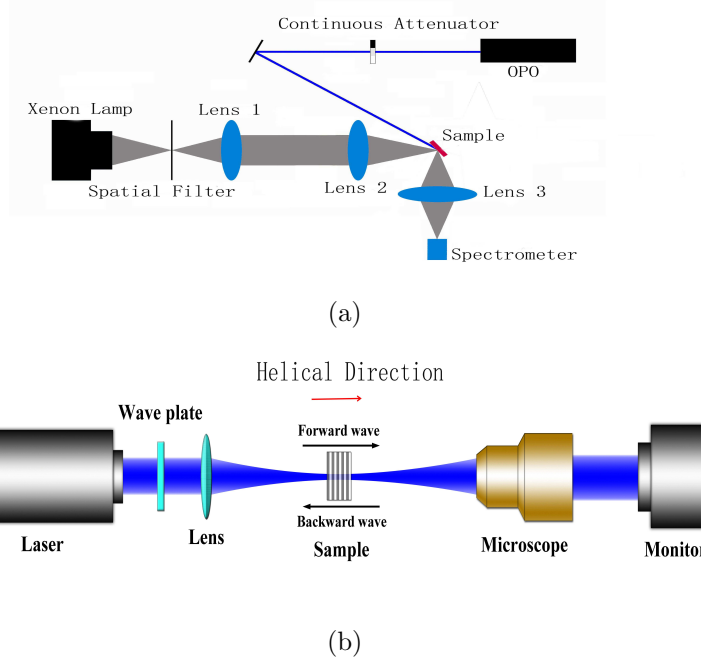 Continuous Attenuator
OPO
Xenon Lamp
Lens 1
Sample
Spatial Filter
Lens 2
Lens 3
Spectrometer
(a)
Helical Direction
Wave plate
Forward wave
Backward wave
Laser
Lens
Sample
Microscope
Monitor
(b)